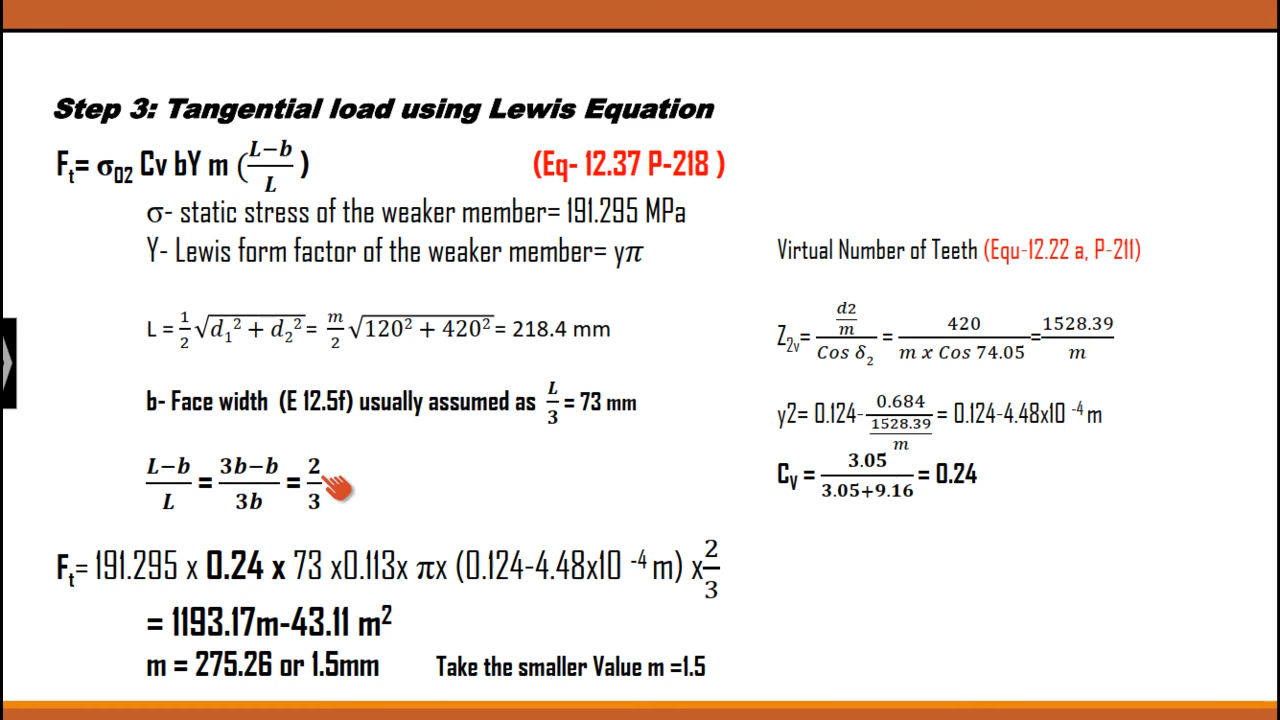 Step 3: Tangential load using Lewis Equation
Fₜ= σ₀₂ Cv bY m ((L−b)/L) (Eq- 12.37 P-218 )
σ- static stress of the weaker member= 191.295 MPa
Y- Lewis form factor of the weaker member= yπ
L = 1/2 √(d₁² + d₂²) = m/2 √(120² + 420²) = 218.4 mm
b- Face width (E 12.5f) usually assumed as L/3 = 73 mm
(L−b)/L = (3b−b)/3b = 2/3
Virtual Number of Teeth (Equ-12.22 a, P-211)
Z₂ᵥ= (d2/m)/(Cos δ₂) = 420/(m x Cos 74.05) = 1528.39/m
y2= 0.124- 0.684/(1528.39/m) = 0.124-4.48x10 ⁻⁴ m
Cᵥ = 3.05/(3.05+9.16) = 0.24
Fₜ= 191.295 x 0.24 x 73 x0.113x πx (0.124-4.48x10 ⁻⁴ m) x 2/3
= 1193.17m-43.11 m²
m = 275.26 or 1.5mm Take the smaller Value m =1.5